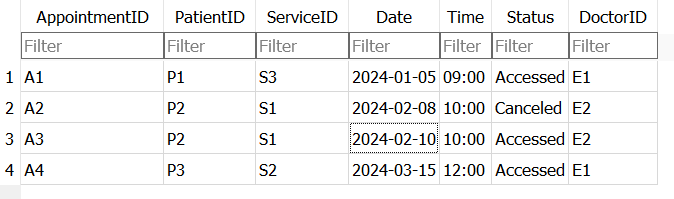 AppointmentID PatientID ServiceID Date Time Status DoctorID
Filter Filter Filter Filter Filter Filter Filter
1 A1 P1 S3 2024-01-05 09:00 Accessed E1
2 A2 P2 S1 2024-02-08 10:00 Canceled E2
3 A3 P2 S1 2024-02-10 10:00 Accessed E2
4 A4 P3 S2 2024-03-15 12:00 Accessed E1